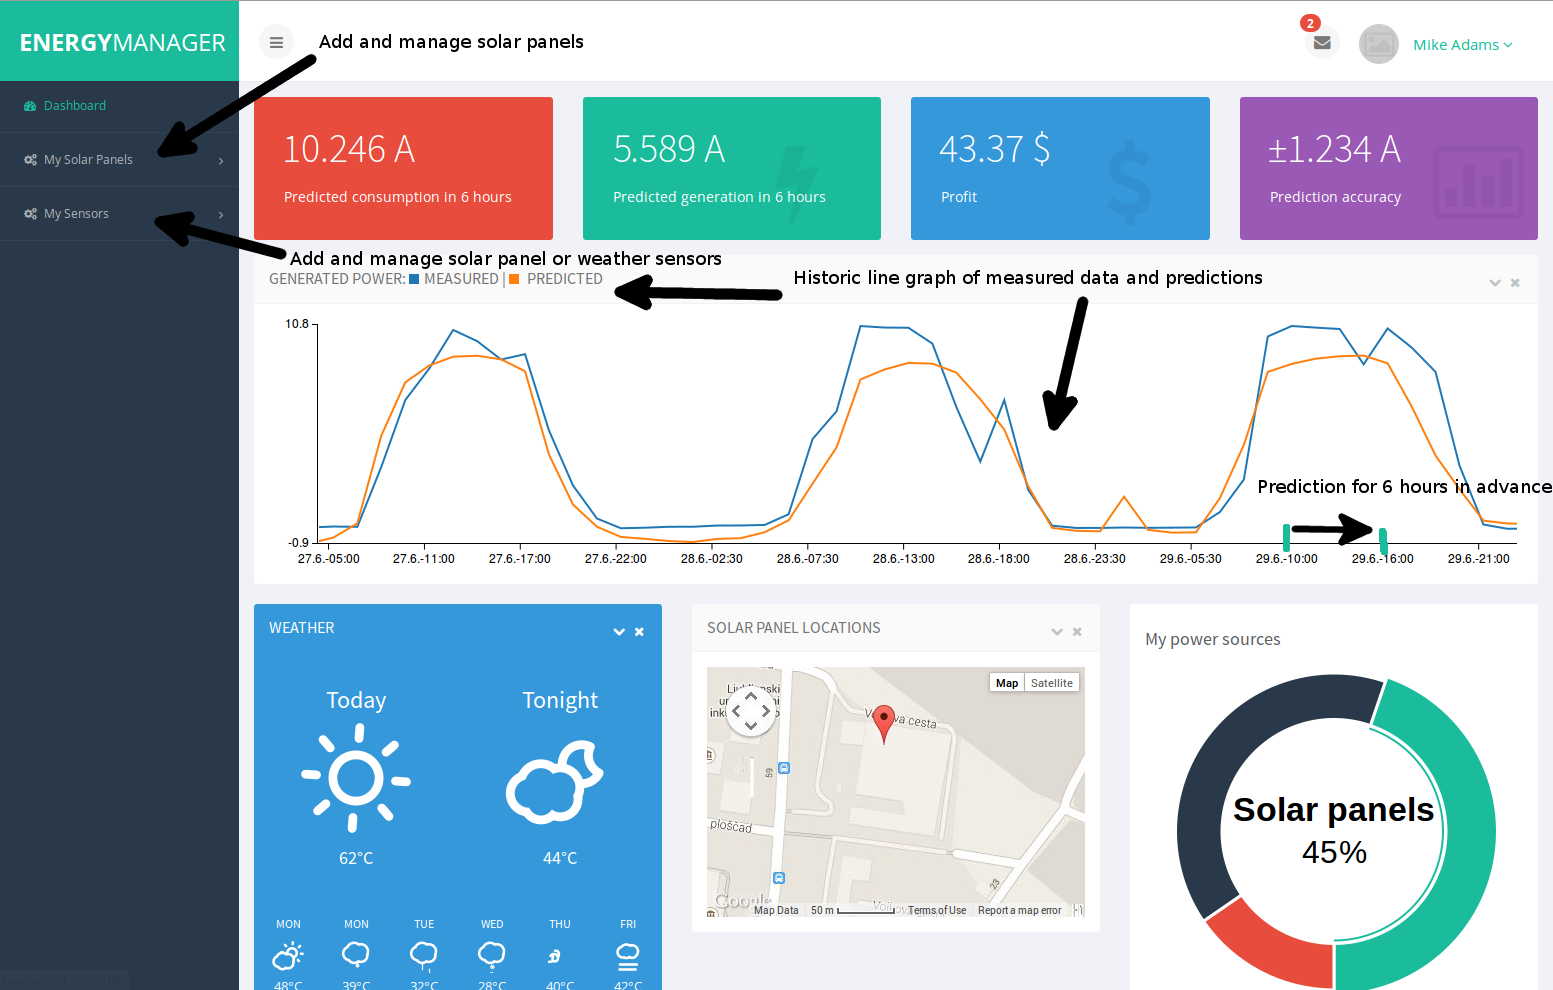 ENERGYMANAGER
Add and manage solar panels
2
Mike Adams
Dashboard
My Solar Panels
My Sensors
10.246 A
Predicted consumption in 6 hours
5.589 A
Predicted generation in 6 hours
43.37 $
Profit
±1.234 A
Prediction accuracy
Add and manage solar panel or weather sensors
GENERATED POWER: MEASURED | PREDICTED
Historic line graph of measured data and predictions
10.8
Prediction for 6 hours in advance
-0.9
27.6.-05:00 27.6.-11:00 27.6.-17:00 27.6.-22:00 28.6.-02:30 28.6.-07:30 28.6.-13:00 28.6.-18:00 28.6.-23:30 29.6.-05:30 29.6.-10:00 29.6.-16:00 29.6.-21:00
WEATHER
Today Tonight
62°C 44°C
MON MON TUE WED THU FRI
48°C 39°C 32°C 28°C 40°C 42°C
SOLAR PANEL LOCATIONS
Map Satellite
cesta
59
ploščad
23
Google
Map Data 50 m Terms of Use Report a map error
My power sources
Solar panels
45%